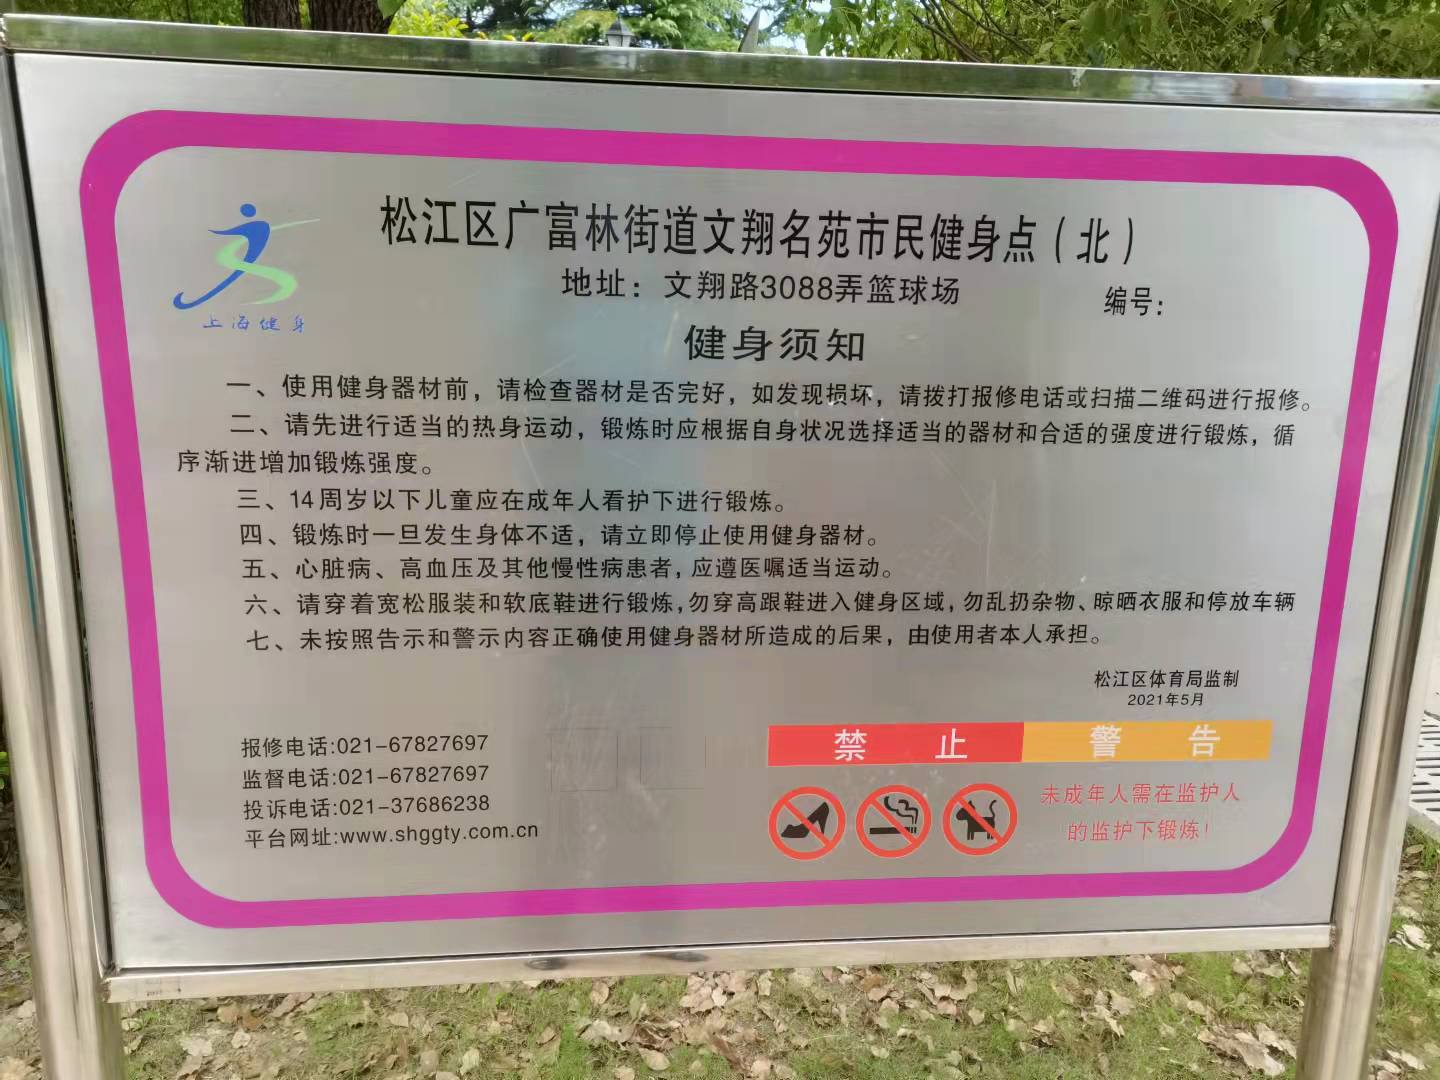 松江区广富林街道文翔名苑市民健身点（北）
地址：文翔路3088弄篮球场
编号：
上海健身
健身须知
一、使用健身器材前，请检查器材是否完好，如发现损坏，请拨打报修电话或扫描二维码进行报修。
二、请先进行适当的热身运动，锻炼时应根据自身状况选择适当的器材和合适的强度进行锻炼，循
序渐进增加锻炼强度。
三、14周岁以下儿童应在成年人看护下进行锻炼。
四、锻炼时一旦发生身体不适，请立即停止使用健身器材。
五、心脏病、高血压及其他慢性病患者，应遵医嘱适当运动。
六、请穿着宽松服装和软底鞋进行锻炼，勿穿高跟鞋进入健身区域，勿乱扔杂物、晾晒衣服和停放车辆
七、未按照告示和警示内容正确使用健身器材所造成的后果，由使用者本人承担。
松江区体育局监制
2021年5月
报修电话:021-67827697
监督电话:021-67827697
投诉电话:021-37686238
平台网址:www.shggty.com.cn
禁止 警告
未成年人需在监护人
的监护下锻炼！